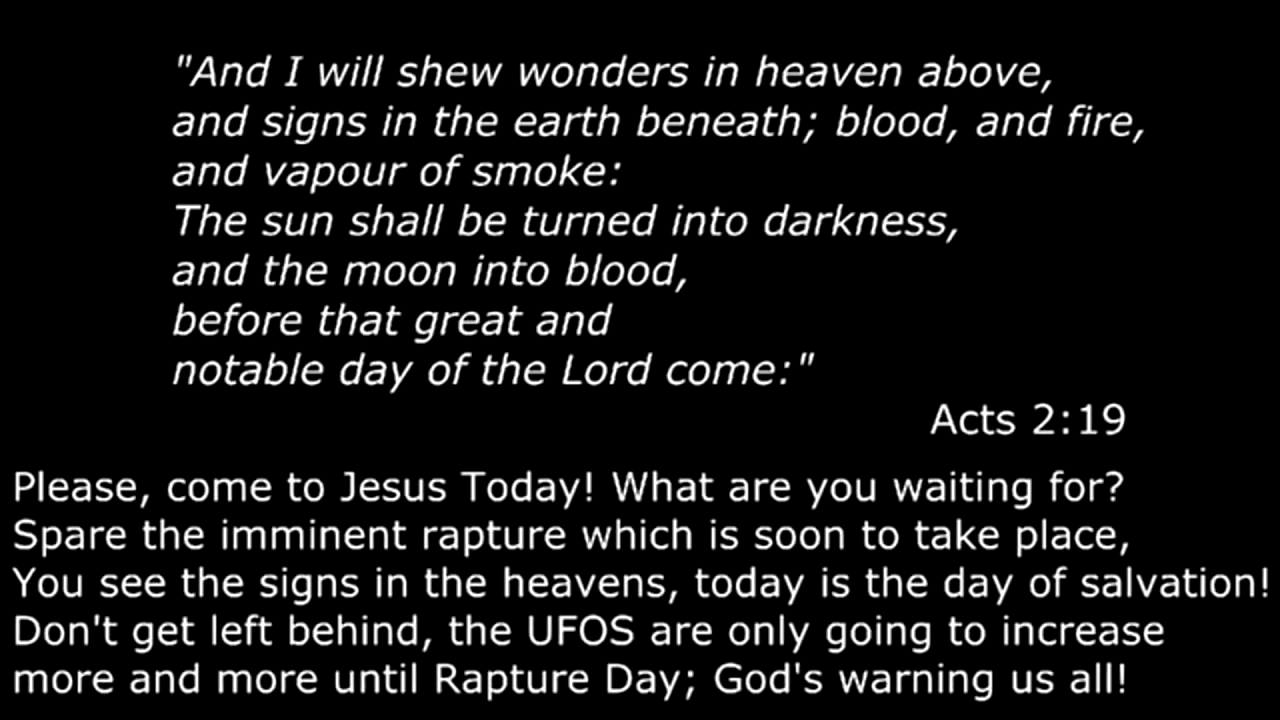 "And I will shew wonders in heaven above,
and signs in the earth beneath; blood, and fire,
and vapour of smoke:
The sun shall be turned into darkness,
and the moon into blood,
before that great and
notable day of the Lord come:"
Acts 2:19
Please, come to Jesus Today! What are you waiting for?
Spare the imminent rapture which is soon to take place,
You see the signs in the heavens, today is the day of salvation!
Don't get left behind, the UFOS are only going to increase
more and more until Rapture Day; God's warning us all!